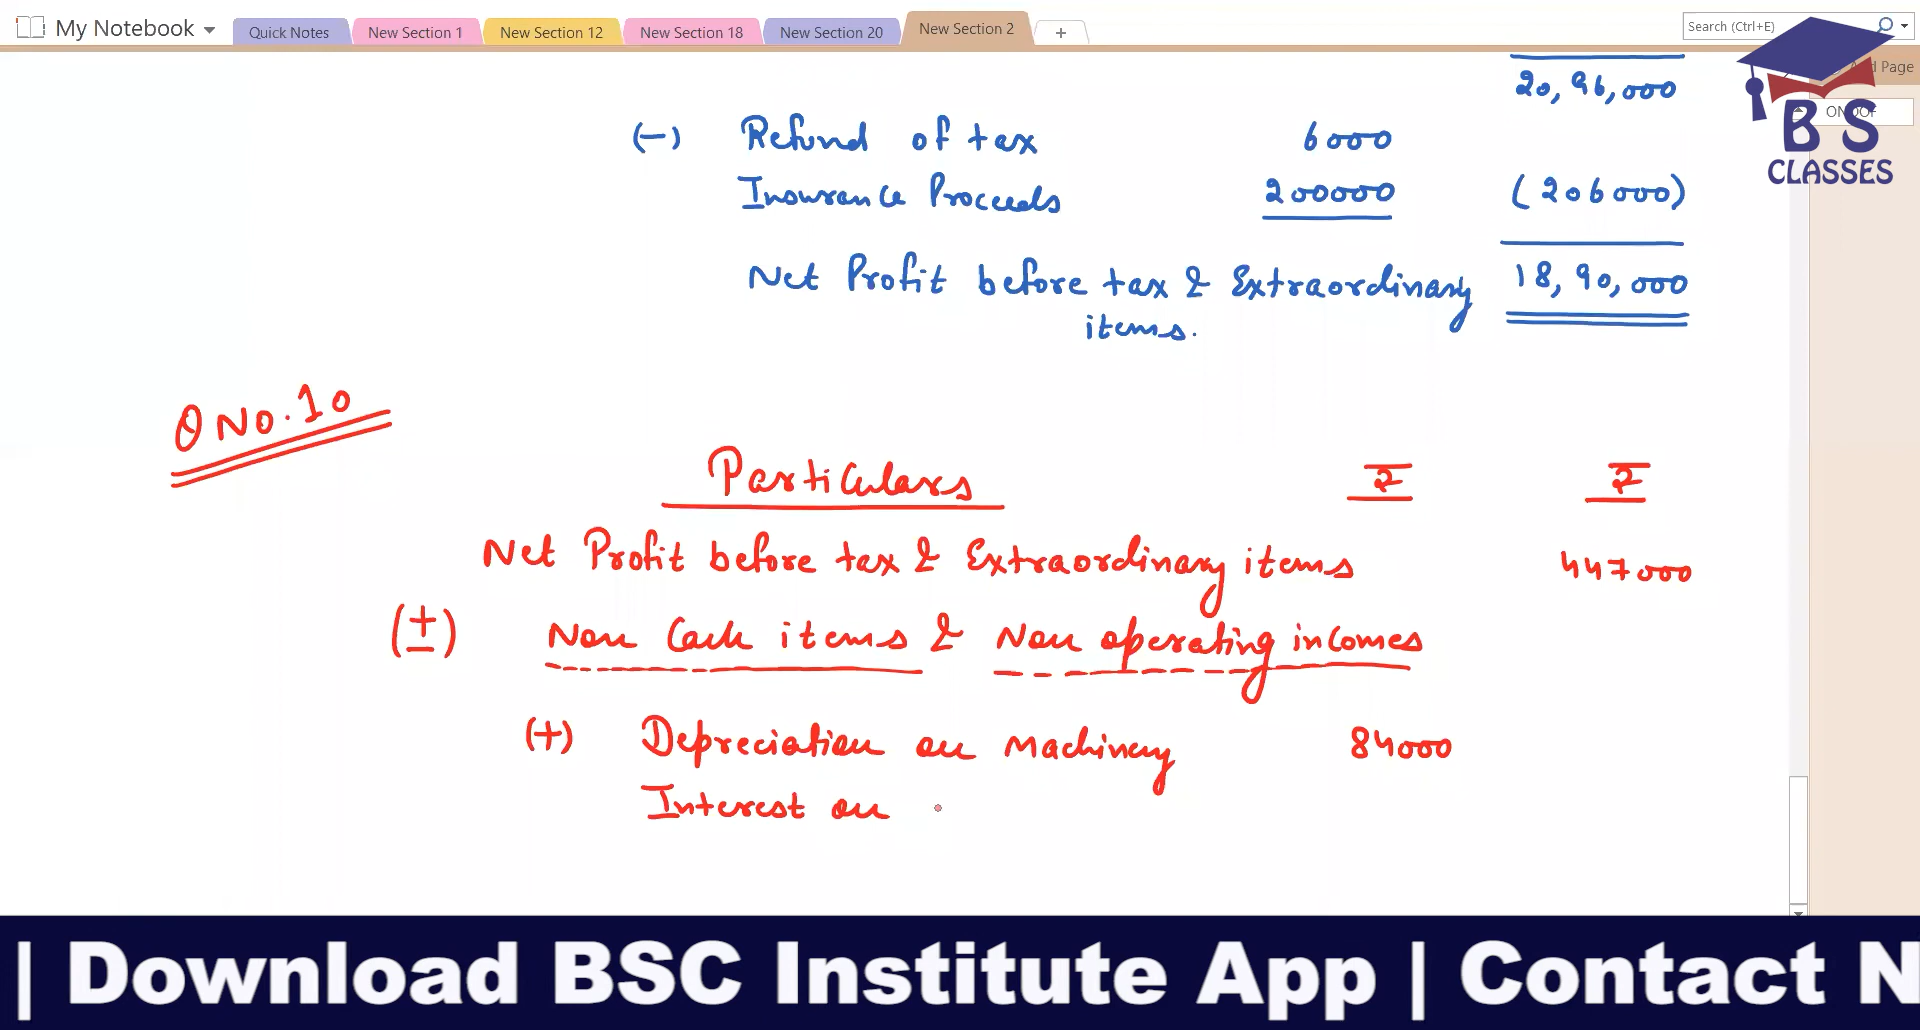 My Notebook
Quick Notes
New Section 1
New Section 12
New Section 18
New Section 20
New Section 2
+
Search (Ctrl+E)
d Page
B S
CLASSES
20,96,000
(-) Refund of tax 6000
Insurance Proceeds 200000 (206000)
Net Profit before tax & Extraordinary 18,90,000
items.
Q No. 10
Particulars ₹ ₹
Net Profit before tax & Extraordinary items 447000
(±) Non Cash items & Non operating incomes
(+) Depreciation on Machinery 84000
Interest on
| Download BSC Institute App | Contact N